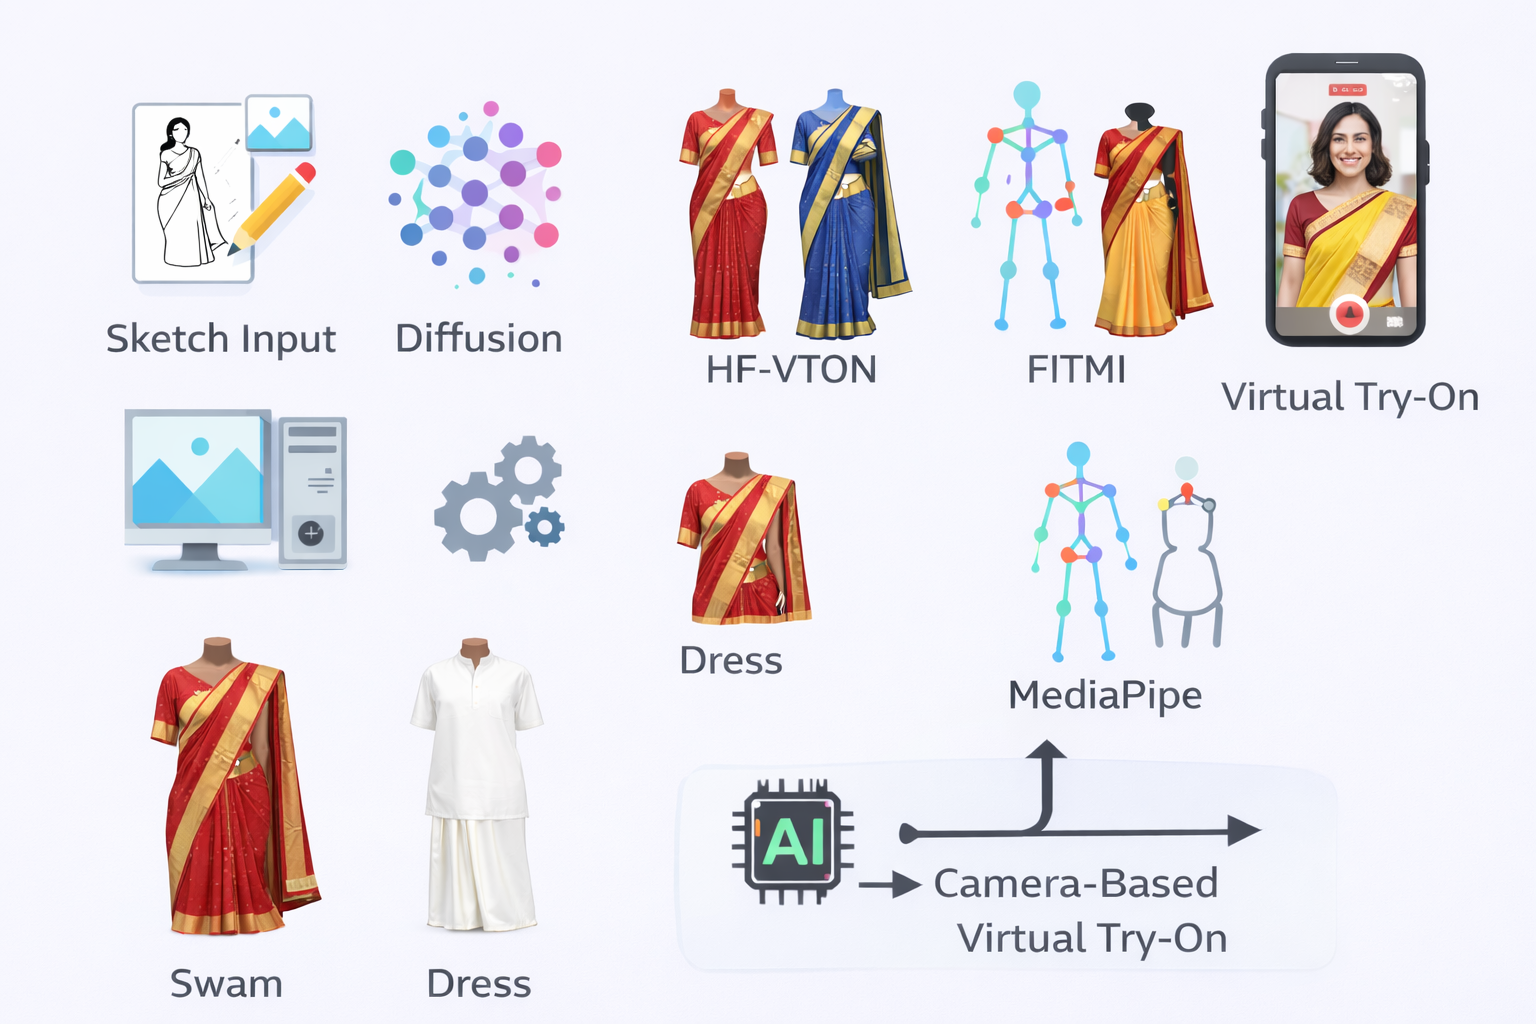 Sketch Input
Diffusion
HF-VTON
FITMI
Virtual Try-On
Dress
MediaPipe
Swam
Dress
AI
Camera-Based
Virtual Try-On